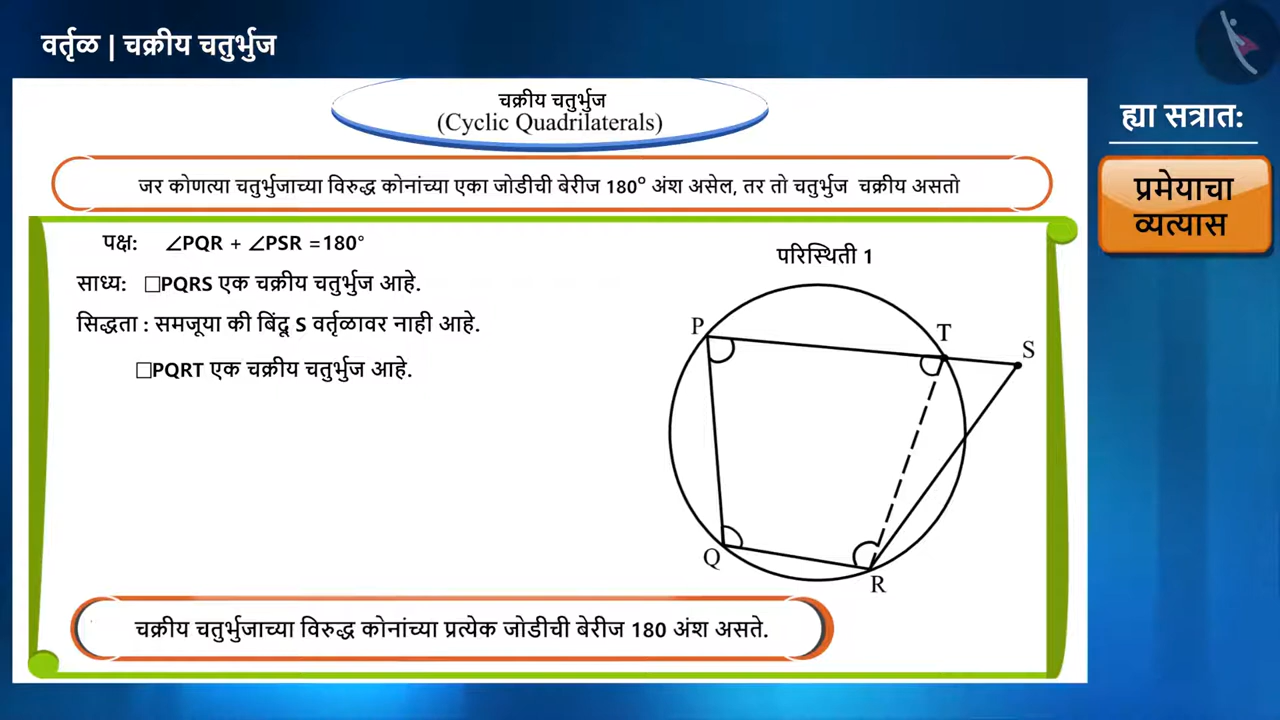 वर्तृळ | चक्रीय चतुर्भुज
चक्रीय चतुर्भुज
(Cyclic Quadrilaterals)
ह्या सत्रात:
प्रमेयाचा
व्यत्यास
जर कोणत्या चतुर्भुजाच्या विरुद्ध कोनांच्या एका जोडीची बेरीज 180° अंश असेल, तर तो चतुर्भुज चक्रीय असतो
पक्ष: ∠PQR + ∠PSR =180°
साध्य: □PQRS एक चक्रीय चतुर्भुज आहे.
सिद्धता : समजूया की बिंदू S वर्तृळावर नाही आहे.
□PQRT एक चक्रीय चतुर्भुज आहे.
परिस्थिती 1
P
T
S
Q
R
चक्रीय चतुर्भुजाच्या विरुद्ध कोनांच्या प्रत्येक जोडीची बेरीज 180 अंश असते.